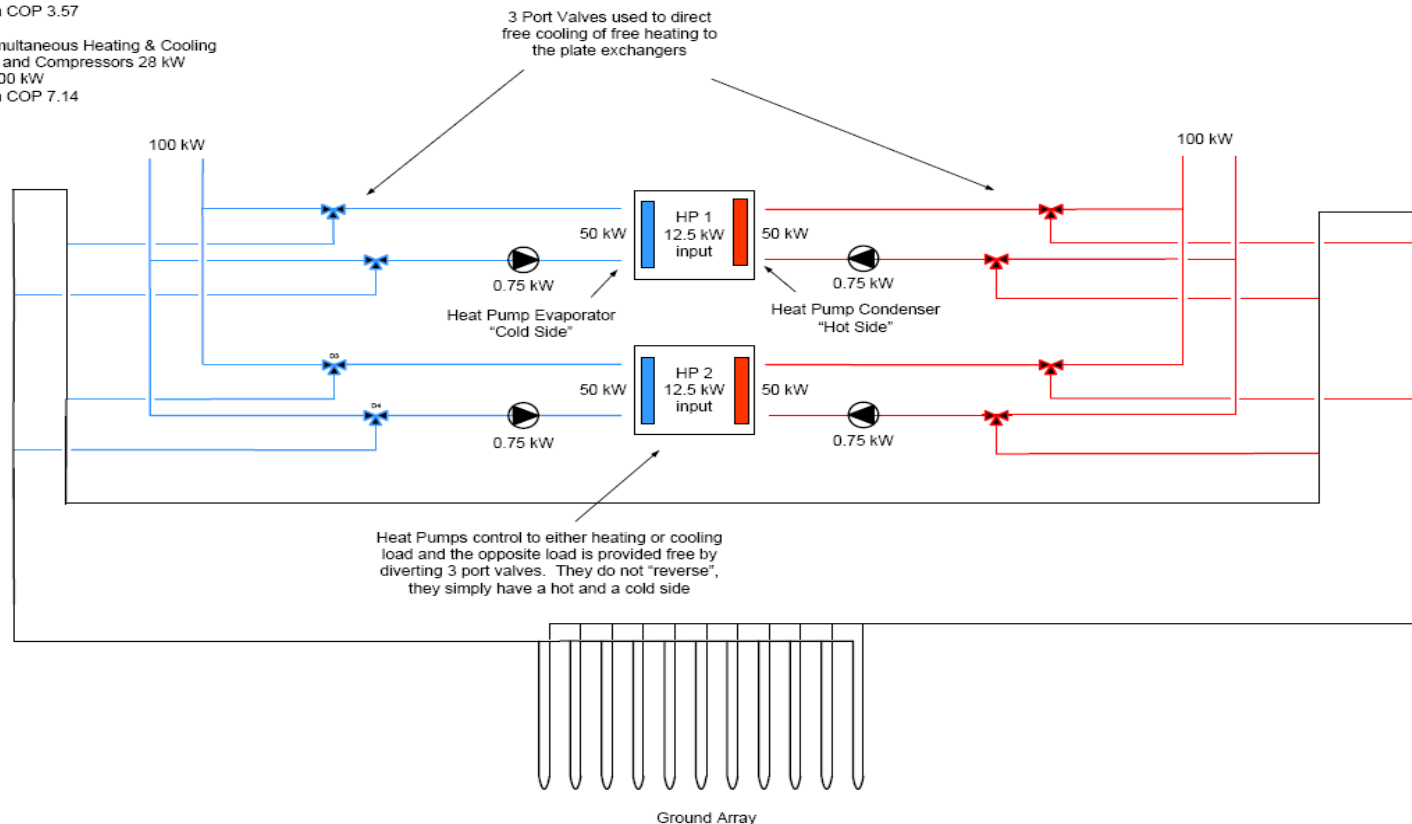 COP 3.57
multaneous Heating & Cooling
and Compressors 28 kW
00 kW
COP 7.14
3 Port Valves used to direct
free cooling of free heating to
the plate exchangers
100 kW
100 kW
50 kW
HP 1
12.5 kW
input
50 kW
0.75 kW
0.75 kW
Heat Pump Evaporator
"Cold Side"
Heat Pump Condenser
"Hot Side"
D3
50 kW
HP 2
12.5 kW
input
50 kW
D4
0.75 kW
0.75 kW
Heat Pumps control to either heating or cooling
load and the opposite load is provided free by
diverting 3 port valves. They do not "reverse",
they simply have a hot and a cold side
Ground Array